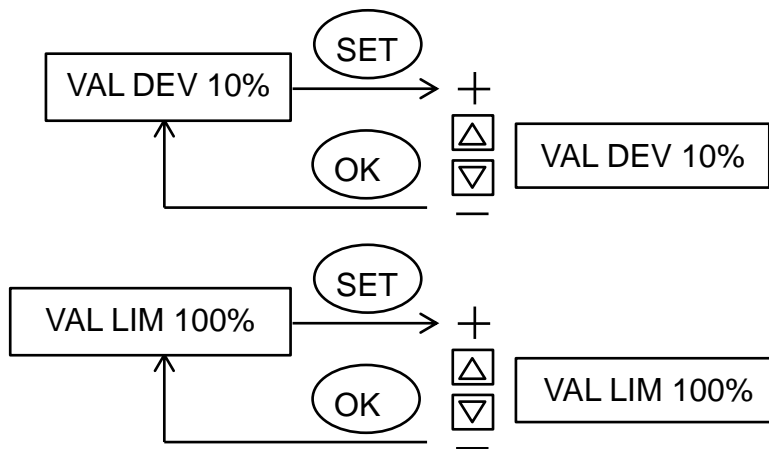 SET
VAL DEV 10%
+
OK
VAL DEV 10%
−
SET
VAL LIM 100%
+
OK
VAL LIM 100%
−